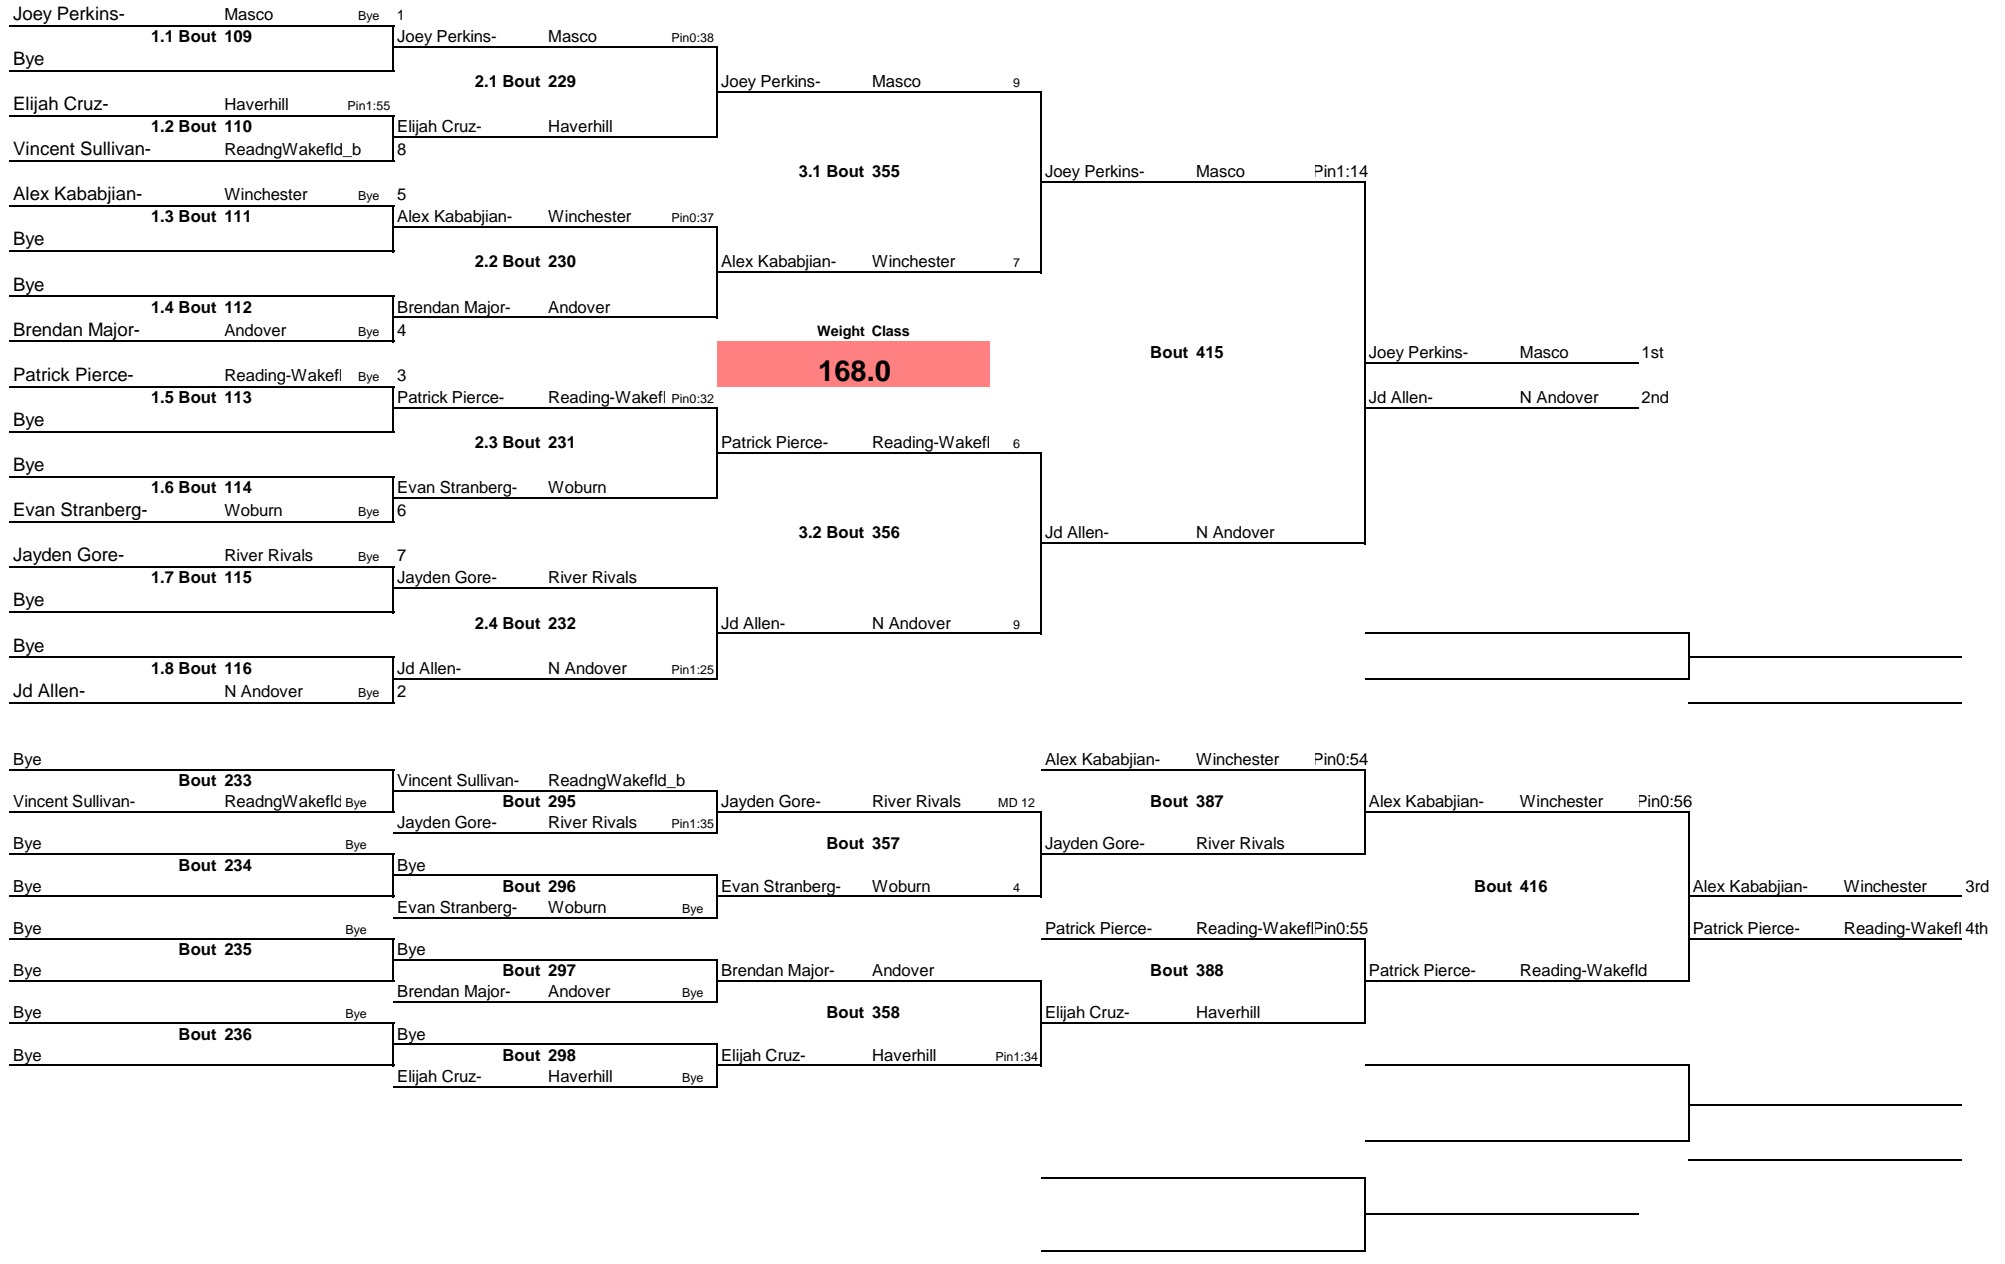 Joey Perkins- Masco Bye 1
1.1 Bout 109 Joey Perkins- Masco Pin0:38
Bye
2.1 Bout 229 Joey Perkins- Masco 9
Elijah Cruz- Haverhill Pin1:55
1.2 Bout 110 Elijah Cruz- Haverhill
Vincent Sullivan- ReadngWakefld_b 8
3.1 Bout 355 Joey Perkins- Masco Pin1:14
Alex Kababjian- Winchester Bye 5
1.3 Bout 111 Alex Kababjian- Winchester Pin0:37
Bye
2.2 Bout 230 Alex Kababjian- Winchester 7
Bye
1.4 Bout 112 Brendan Major- Andover
Brendan Major- Andover Bye 4 Weight Class
Bout 415 Joey Perkins- Masco 1st
Patrick Pierce- Reading-Wakefl Bye 3 168.0
1.5 Bout 113 Patrick Pierce- Reading-Wakefl Pin0:32 Jd Allen- N Andover 2nd
Bye
2.3 Bout 231 Patrick Pierce- Reading-Wakefl 6
Bye
1.6 Bout 114 Evan Stranberg- Woburn
Evan Stranberg- Woburn Bye 6
3.2 Bout 356 Jd Allen- N Andover
Jayden Gore- River Rivals Bye 7
1.7 Bout 115 Jayden Gore- River Rivals
Bye
2.4 Bout 232 Jd Allen- N Andover 9
Bye
1.8 Bout 116 Jd Allen- N Andover Pin1:25
Jd Allen- N Andover Bye 2
Bye Alex Kababjian- Winchester Pin0:54
Bout 233 Vincent Sullivan- ReadngWakefld_b
Vincent Sullivan- ReadngWakefld Bye Bout 295 Jayden Gore- River Rivals MD 12 Bout 387 Alex Kababjian- Winchester Pin0:56
Jayden Gore- River Rivals Pin1:35
Bye Bye Bout 357 Jayden Gore- River Rivals
Bout 234 Bye
Bye Bout 296 Evan Stranberg- Woburn 4 Bout 416 Alex Kababjian- Winchester 3rd
Evan Stranberg- Woburn Bye
Bye Bye Patrick Pierce- Reading-WakeflPin0:55 Patrick Pierce- Reading-Wakefl 4th
Bout 235 Bye
Bye Bout 297 Brendan Major- Andover Bout 388 Patrick Pierce- Reading-Wakefld
Brendan Major- Andover Bye
Bye Bye Bout 358 Elijah Cruz- Haverhill
Bout 236 Bye
Bye Bout 298 Elijah Cruz- Haverhill Pin1:34
Elijah Cruz- Haverhill Bye